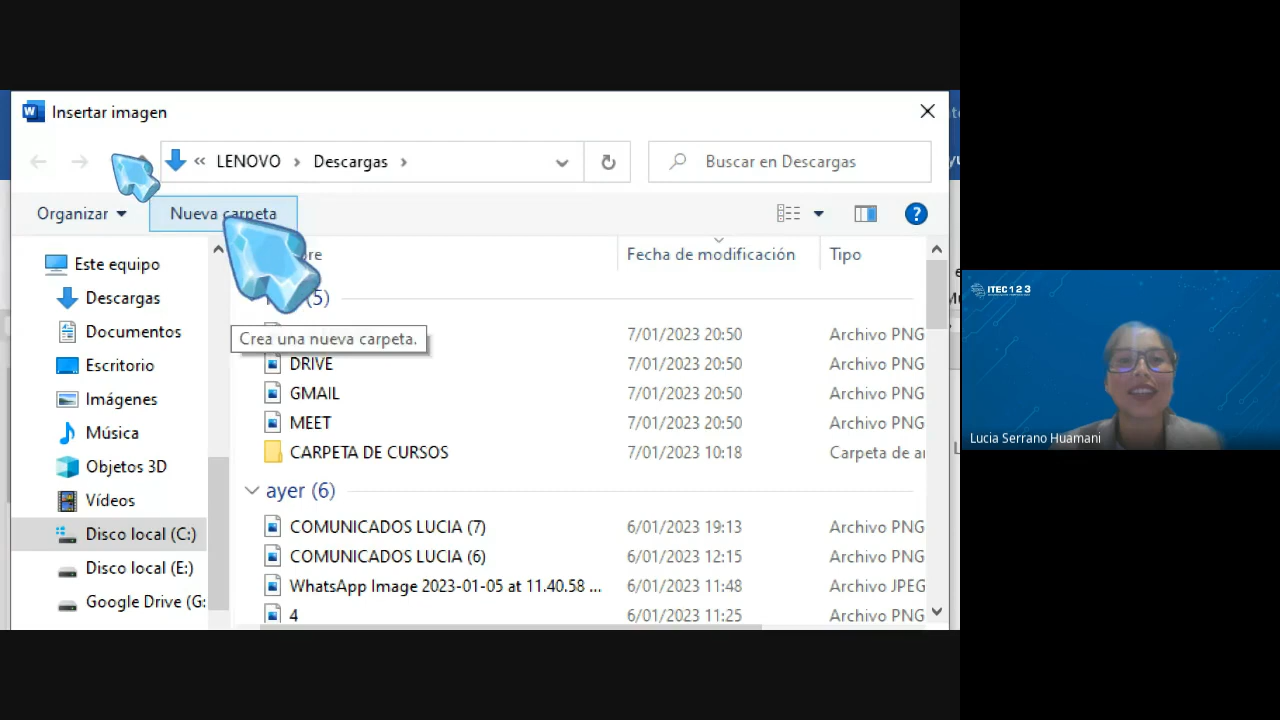 Insertar imagen
« LENOVO › Descargas ›
Buscar en Descargas
Organizar
Nueva carpeta
Fecha de modificación
Tipo
Este equipo
Descargas
Documentos
Escritorio
Imágenes
Música
Objetos 3D
Vídeos
Disco local (C:)
Disco local (E:)
Google Drive (G:
(5)
Crea una nueva carpeta.
7/01/2023 20:50 Archivo PNG
DRIVE 7/01/2023 20:50 Archivo PNG
GMAIL 7/01/2023 20:50 Archivo PNG
MEET 7/01/2023 20:50 Archivo PNG
CARPETA DE CURSOS 7/01/2023 10:18 Carpeta de ar
ayer (6)
COMUNICADOS LUCIA (7) 6/01/2023 19:13 Archivo PNG
COMUNICADOS LUCIA (6) 6/01/2023 12:15 Archivo PNG
WhatsApp Image 2023-01-05 at 11.40.58 ... 6/01/2023 11:48 Archivo JPEG
4 6/01/2023 11:25 Archivo PNG
ITEC 1 2 3
Lucia Serrano Huamani